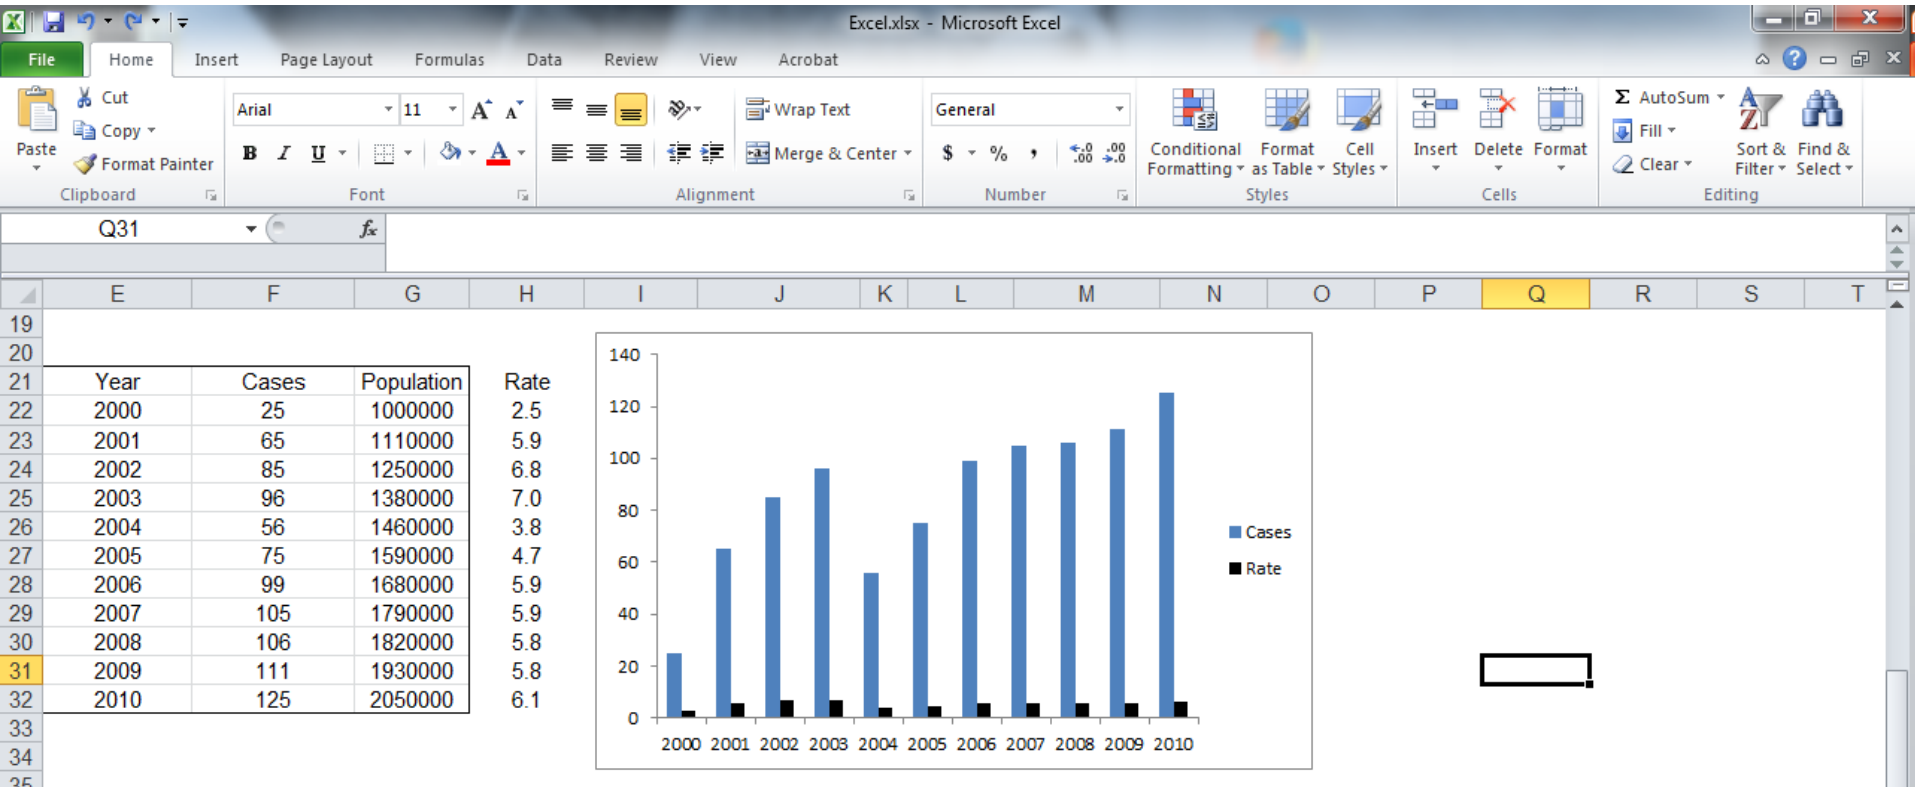 Excel.xlsx - Microsoft Excel
File Home Insert Page Layout Formulas Data Review View Acrobat
Paste
Cut
Copy
Format Painter
Clipboard
Arial 11
B I U
Font
Wrap Text
Merge & Center
Alignment
General
$ % ,
Number
Conditional Formatting
Format as Table
Cell Styles
Styles
Insert Delete Format
Cells
Σ AutoSum
Fill
Clear
Sort & Filter
Find & Select
Editing
Q31 fx
E F G H I J K L M N O P Q R S T
19
20
21 Year Cases Population Rate
22 2000 25 1000000 2.5
23 2001 65 1110000 5.9
24 2002 85 1250000 6.8
25 2003 96 1380000 7.0
26 2004 56 1460000 3.8
27 2005 75 1590000 4.7
28 2006 99 1680000 5.9
29 2007 105 1790000 5.9
30 2008 106 1820000 5.8
31 2009 111 1930000 5.8
32 2010 125 2050000 6.1
33
34
35
140
120
100
80
60
40
20
0
2000 2001 2002 2003 2004 2005 2006 2007 2008 2009 2010
Cases
Rate